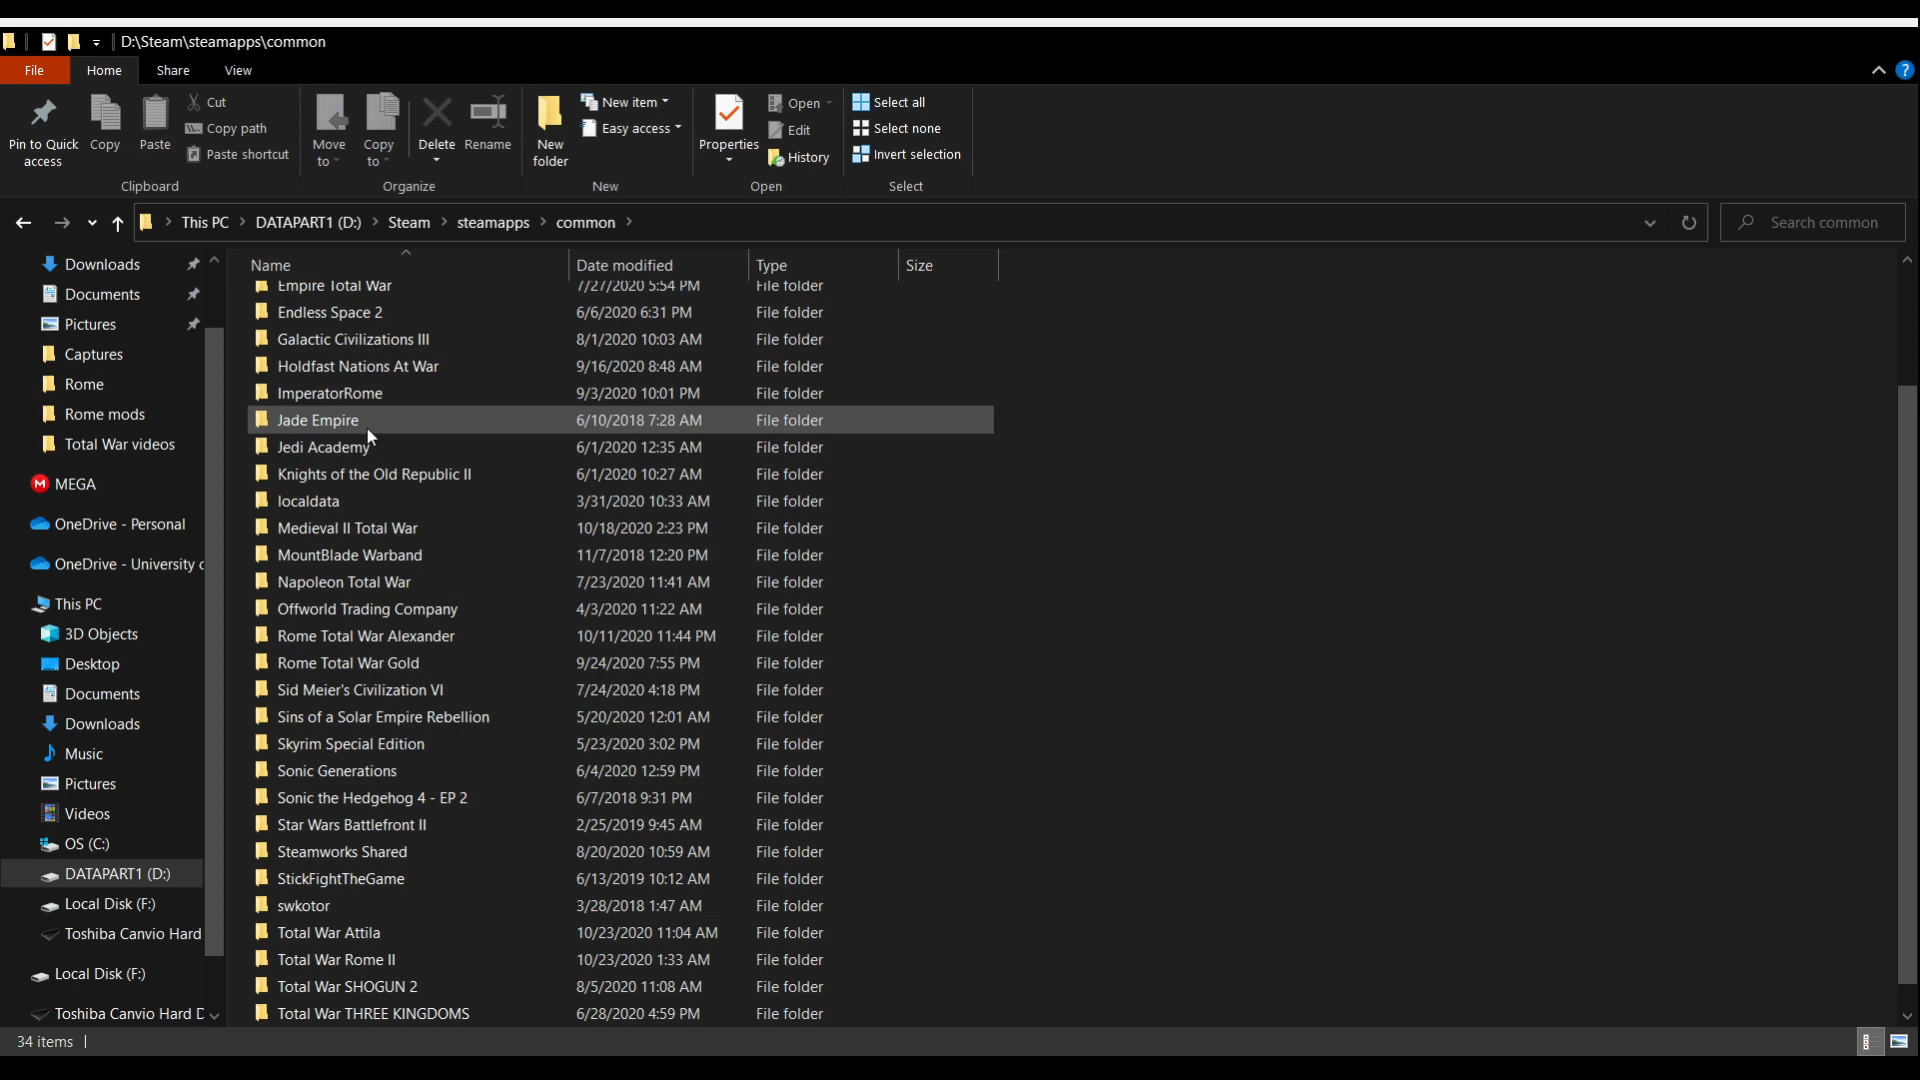 D:\Steam\steamapps\common
File Home Share View
Pin to Quick access
Copy
Paste
Cut
Copy path
Paste shortcut
Clipboard
Move to
Copy to
Delete
Rename
Organize
New folder
New item
Easy access
New
Properties
Open
Edit
History
Open
Select all
Select none
Invert selection
Select
This PC > DATAPART1 (D:) > Steam > steamapps > common >
Search common
Downloads
Documents
Pictures
Captures
Rome
Rome mods
Total War videos
MEGA
OneDrive - Personal
OneDrive - University
This PC
3D Objects
Desktop
Documents
Downloads
Music
Pictures
Videos
OS (C:)
DATAPART1 (D:)
Local Disk (F:)
Toshiba Canvio Hard
Local Disk (F:)
Toshiba Canvio Hard D
Name Date modified Type Size
Empire Total War 7/27/2020 5:54 PM File folder
Endless Space 2 6/6/2020 6:31 PM File folder
Galactic Civilizations III 8/1/2020 10:03 AM File folder
Holdfast Nations At War 9/16/2020 8:48 AM File folder
ImperatorRome 9/3/2020 10:01 PM File folder
Jade Empire 6/10/2018 7:28 AM File folder
Jedi Academy 6/1/2020 12:35 AM File folder
Knights of the Old Republic II 6/1/2020 10:27 AM File folder
localdata 3/31/2020 10:33 AM File folder
Medieval II Total War 10/18/2020 2:23 PM File folder
MountBlade Warband 11/7/2018 12:20 PM File folder
Napoleon Total War 7/23/2020 11:41 AM File folder
Offworld Trading Company 4/3/2020 11:22 AM File folder
Rome Total War Alexander 10/11/2020 11:44 PM File folder
Rome Total War Gold 9/24/2020 7:55 PM File folder
Sid Meier's Civilization VI 7/24/2020 4:18 PM File folder
Sins of a Solar Empire Rebellion 5/20/2020 12:01 AM File folder
Skyrim Special Edition 5/23/2020 3:02 PM File folder
Sonic Generations 6/4/2020 12:59 PM File folder
Sonic the Hedgehog 4 - EP 2 6/7/2018 9:31 PM File folder
Star Wars Battlefront II 2/25/2019 9:45 AM File folder
Steamworks Shared 8/20/2020 10:59 AM File folder
StickFightTheGame 6/13/2019 10:12 AM File folder
swkotor 3/28/2018 1:47 AM File folder
Total War Attila 10/23/2020 11:04 AM File folder
Total War Rome II 10/23/2020 1:33 AM File folder
Total War SHOGUN 2 8/5/2020 11:08 AM File folder
Total War THREE KINGDOMS 6/28/2020 4:59 PM File folder
34 items